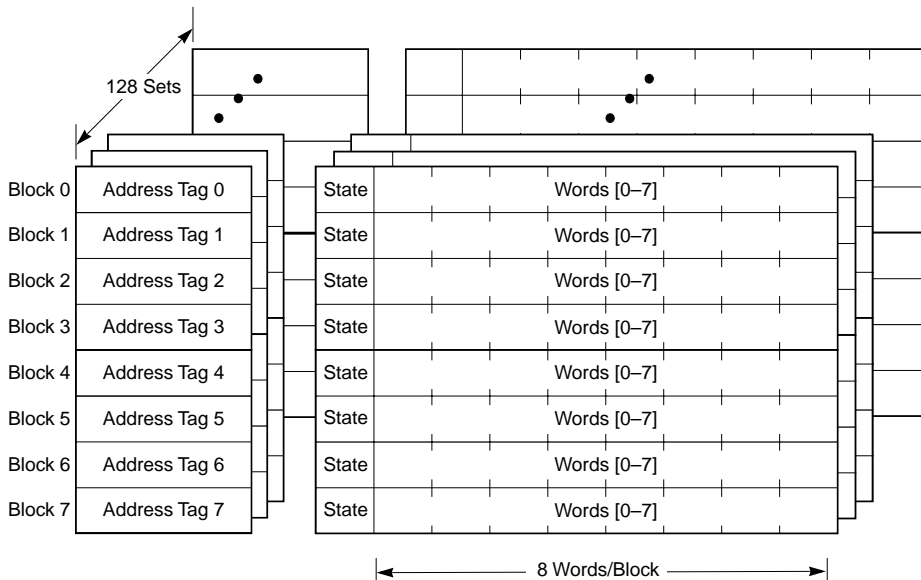 128 Sets
Block 0 Address Tag 0 State Words [0–7]
Block 1 Address Tag 1 State Words [0–7]
Block 2 Address Tag 2 State Words [0–7]
Block 3 Address Tag 3 State Words [0–7]
Block 4 Address Tag 4 State Words [0–7]
Block 5 Address Tag 5 State Words [0–7]
Block 6 Address Tag 6 State Words [0–7]
Block 7 Address Tag 7 State Words [0–7]
8 Words/Block